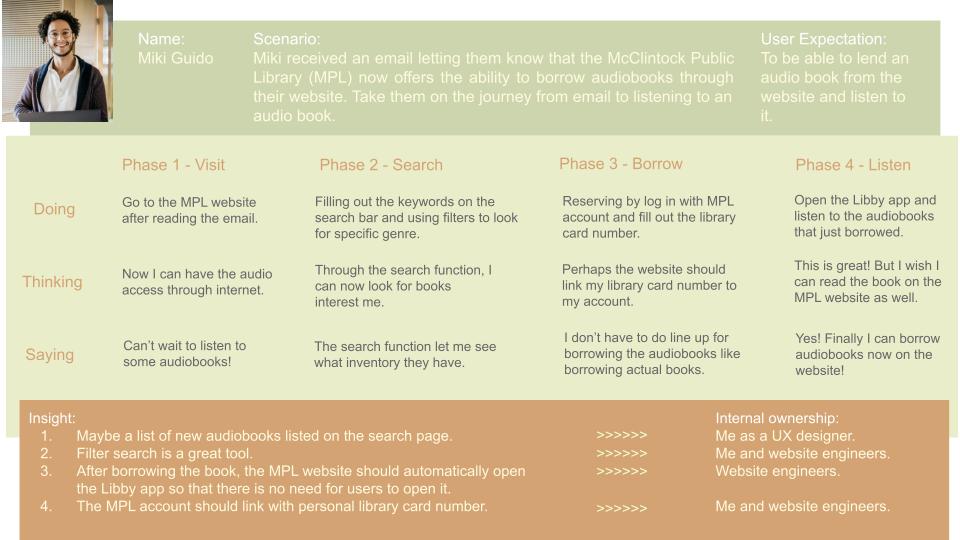 Name:
Miki Guido
Scenario:
Miki received an email letting them know that the McClintock Public
Library (MPL) now offers the ability to borrow audiobooks through
their website. Take them on the journey from email to listening to an
audio book.
User Expectation:
To be able to lend an
audio book from the
website and listen to
it.
Phase 1 - Visit
Phase 2 - Search
Phase 3 - Borrow
Phase 4 - Listen
Doing
Go to the MPL website
after reading the email.
Filling out the keywords on the
search bar and using filters to look
for specific genre.
Reserving by log in with MPL
account and fill out the library
card number.
Open the Libby app and
listen to the audiobooks
that just borrowed.
Thinking
Now I can have the audio
access through internet.
Through the search function, I
can now look for books
interest me.
Perhaps the website should
link my library card number to
my account.
This is great! But I wish I
can read the book on the
MPL website as well.
Saying
Can’t wait to listen to
some audiobooks!
The search function let me see
what inventory they have.
I don’t have to do line up for
borrowing the audiobooks like
borrowing actual books.
Yes! Finally I can borrow
audiobooks now on the
website!
Insight:
Internal ownership:
1. Maybe a list of new audiobooks listed on the search page. >>>>>> Me as a UX designer.
2. Filter search is a great tool. >>>>>> Me and website engineers.
3. After borrowing the book, the MPL website should automatically open >>>>>> Website engineers.
the Libby app so that there is no need for users to open it.
4. The MPL account should link with personal library card number. >>>>>> Me and website engineers.